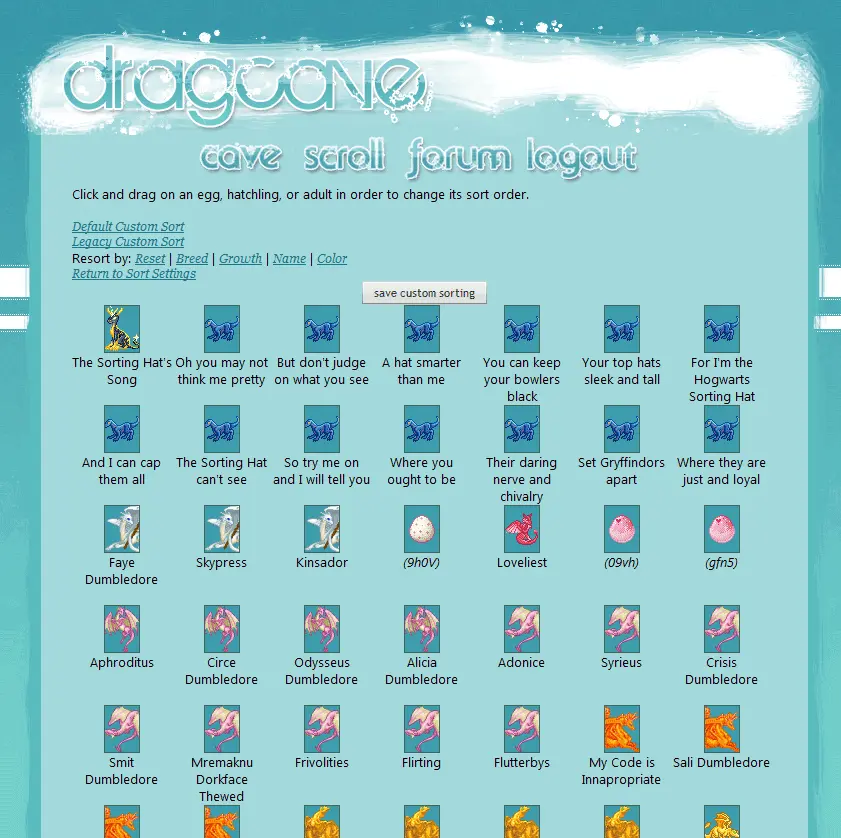 dragcave
cave scroll forum logout
Click and drag on an egg, hatchling, or adult in order to change its sort order.
Default Custom Sort
Legacy Custom Sort
Resort by: Reset | Breed | Growth | Name | Color
Return to Sort Settings
save custom sorting
The Sorting Hat's Song
Oh you may not think me pretty
But don't judge on what you see
A hat smarter than me
You can keep your bowlers black
Your top hats sleek and tall
For I'm the Hogwarts Sorting Hat
And I can cap them all
The Sorting Hat can't see
So try me on and I will tell you
Where you ought to be
Their daring nerve and chivalry
Set Gryffindors apart
Where they are just and loyal
Faye Dumbledore
Skypress
Kinsador
(9h0V)
Loveliest
(09vh)
(gfn5)
Aphroditus
Circe Dumbledore
Odysseus Dumbledore
Alicia Dumbledore
Adonice
Syrieus
Crisis Dumbledore
Smit Dumbledore
Mremaknu Dorkface Thewed
Frivolities
Flirting
Flutterbys
My Code is Innapropriate
Sali Dumbledore